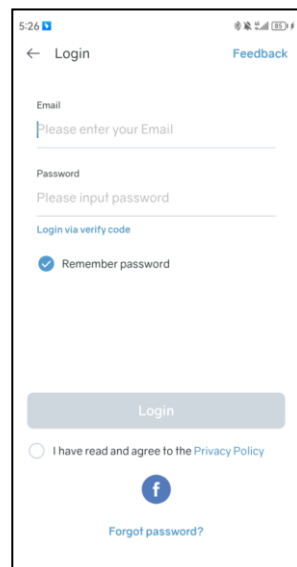 5:26
85
← Login Feedback
Email
Please enter your Email
Password
Please input password
Login via verify code
Remember password
Login
I have read and agree to the Privacy Policy
f
Forgot password?